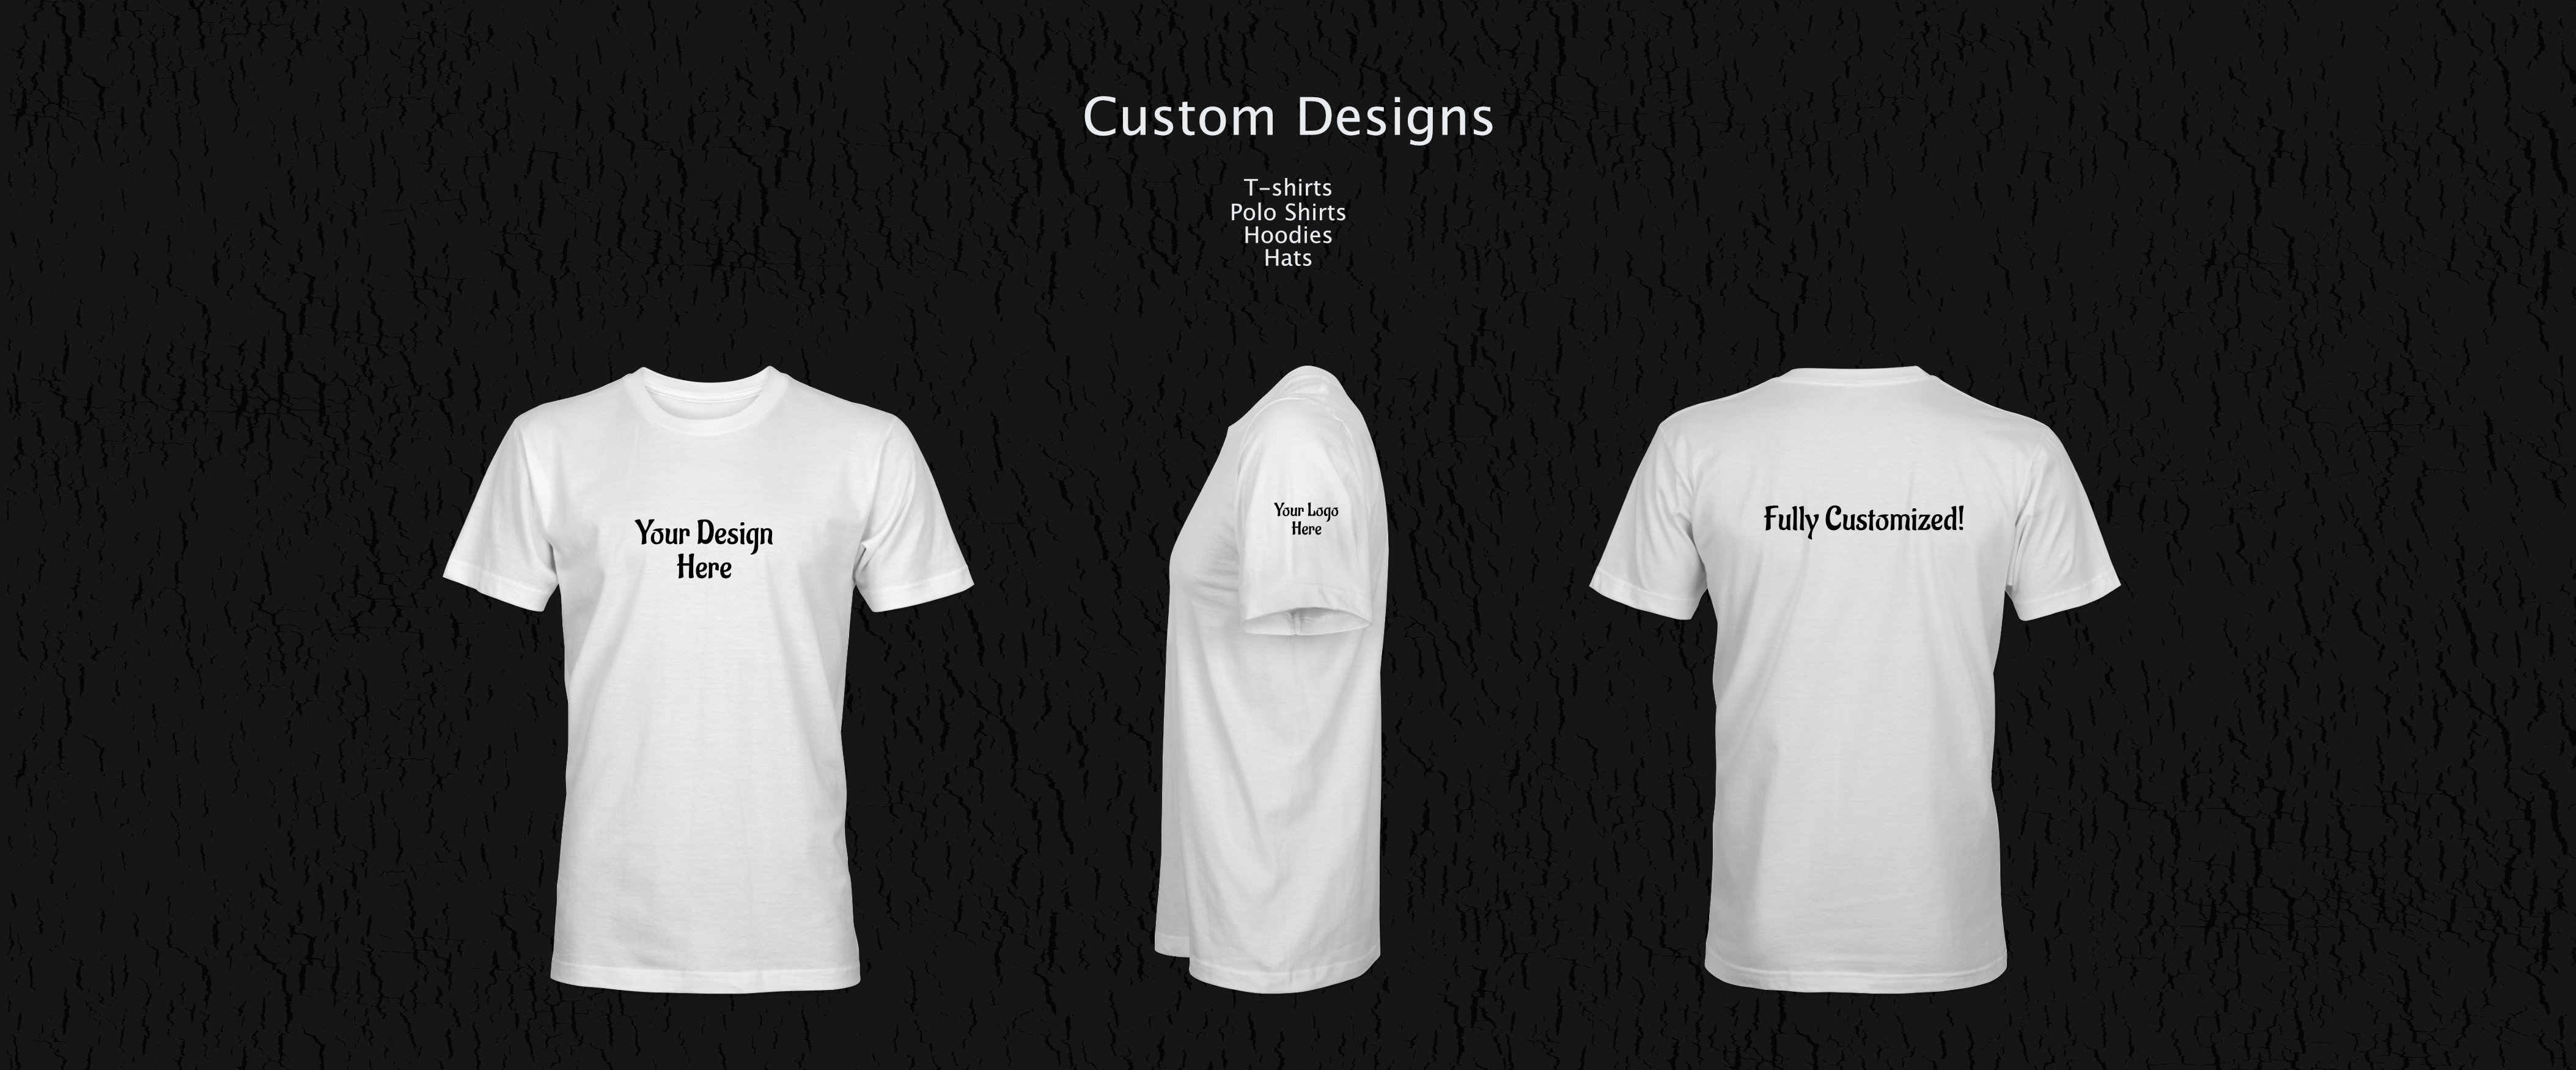 Custom Designs
T-shirts
Polo Shirts
Hoodies
Hats
Your Design
Here
Your Logo
Here
Fully Customized!